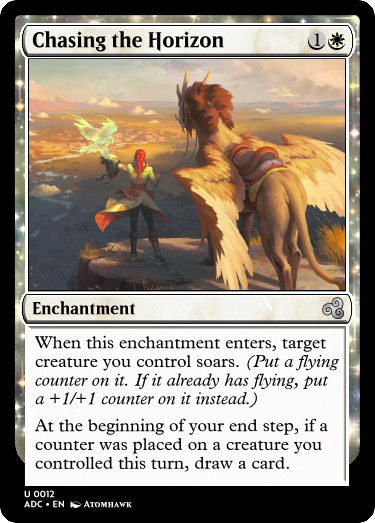 Chasing the Horizon 1
Enchantment
When this enchantment enters, target
creature you control soars. (Put a flying
counter on it. If it already has flying, put
a +1/+1 counter on it instead.)
At the beginning of your end step, if a
counter was placed on a creature you
controlled this turn, draw a card.
U 0012
ADC • EN Atomhawk